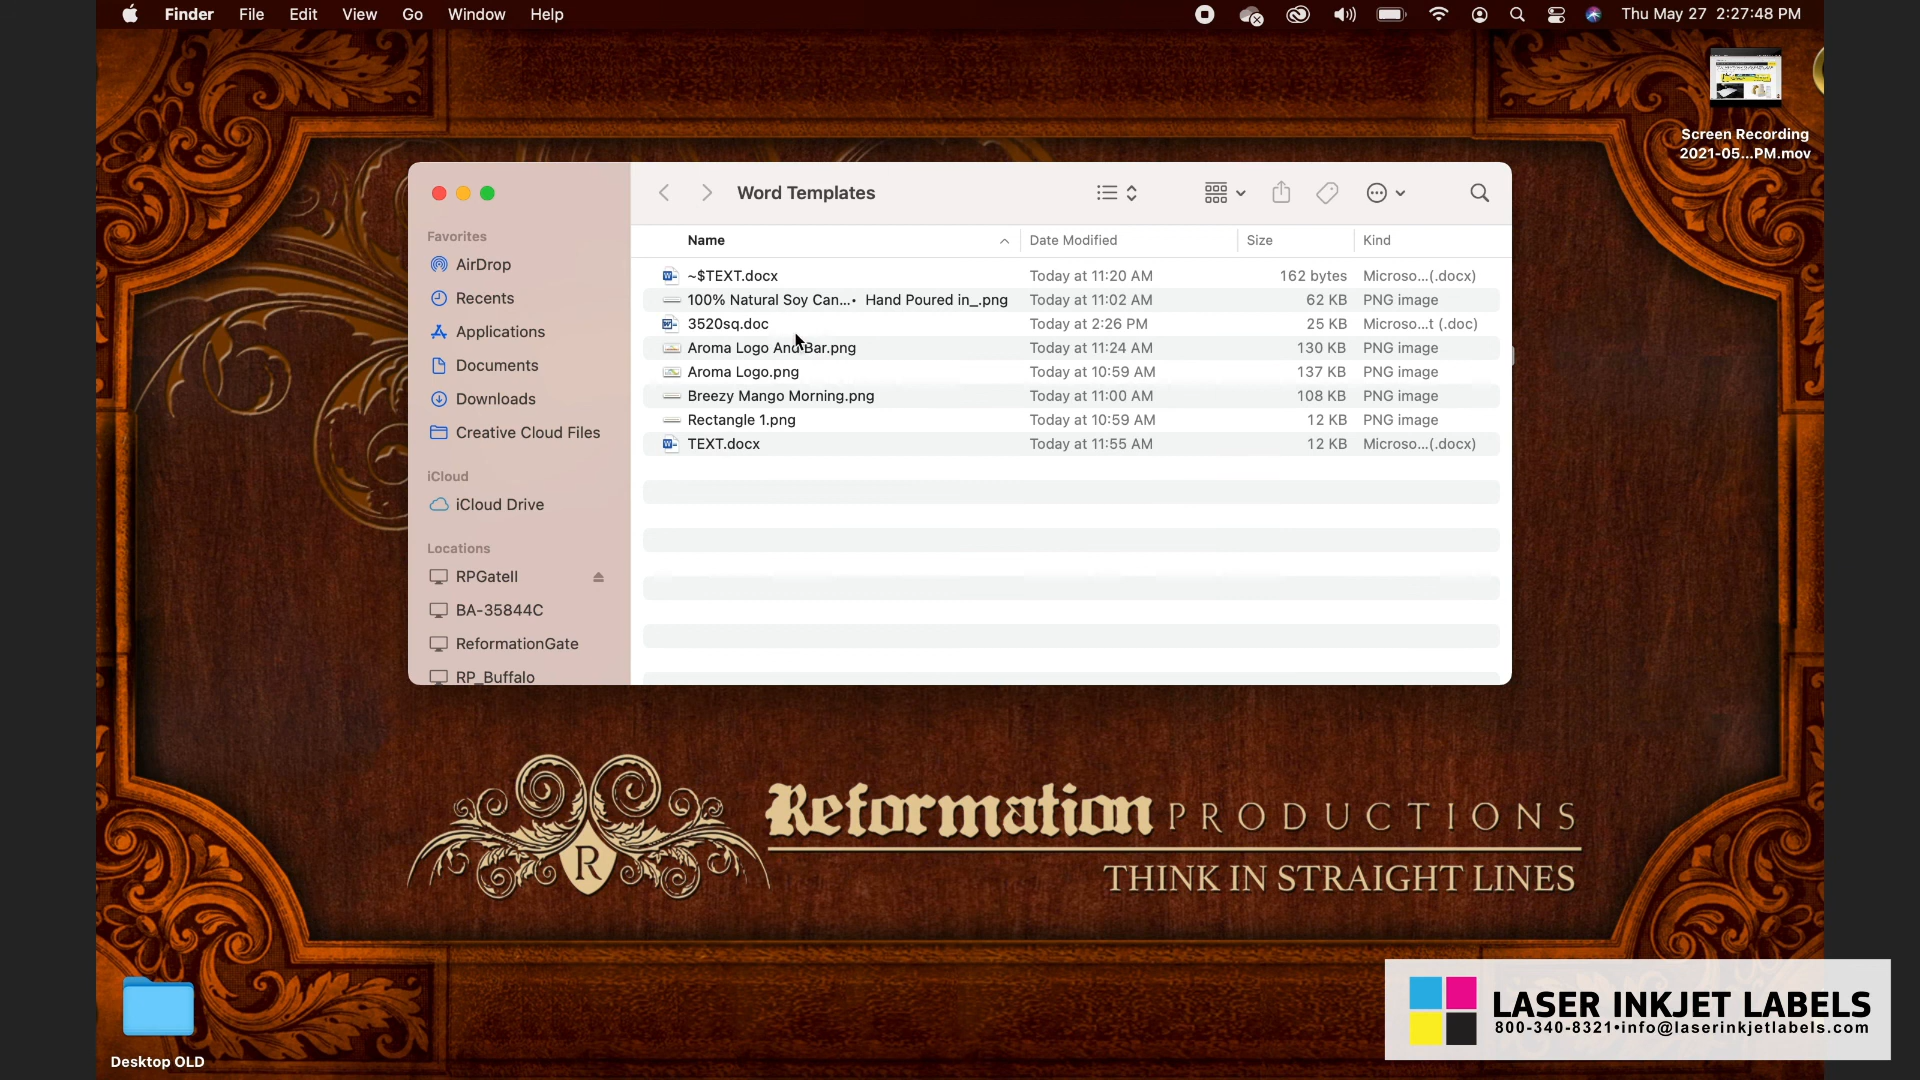 Finder File Edit View Go Window Help Thu May 27 2:27:48 PM
Screen Recording
2021-05...PM.mov
Word Templates
Favorites
AirDrop
Recents
Applications
Documents
Downloads
Creative Cloud Files
iCloud
iCloud Drive
Locations
RPGateII
BA-35844C
ReformationGate
RP_Buffalo
Name Date Modified Size Kind
~$TEXT.docx Today at 11:20 AM 162 bytes Microso...(.docx)
100% Natural Soy Can...• Hand Poured in_.png Today at 11:02 AM 62 KB PNG image
3520sq.doc Today at 2:26 PM 25 KB Microso...t (.doc)
Aroma Logo And Bar.png Today at 11:24 AM 130 KB PNG image
Aroma Logo.png Today at 10:59 AM 137 KB PNG image
Breezy Mango Morning.png Today at 11:00 AM 108 KB PNG image
Rectangle 1.png Today at 10:59 AM 12 KB PNG image
TEXT.docx Today at 11:55 AM 12 KB Microso...(.docx)
R
Reformation PRODUCTIONS
THINK IN STRAIGHT LINES
Desktop OLD
LASER INKJET LABELS
800-340-8321•info@laserinkjetlabels.com